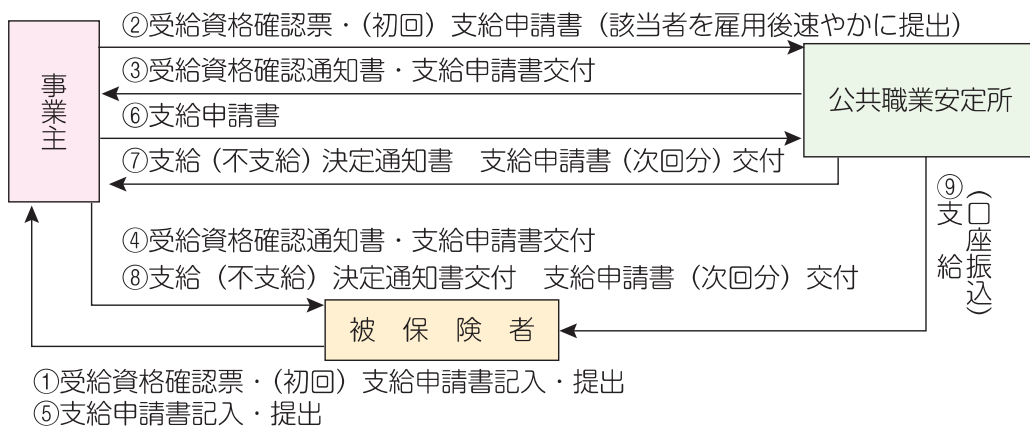 ②受給資格確認票・(初回)支給申請書(該当者を雇用後速やかに提出)
③受給資格確認通知書・支給申請書交付
事業主
公共職業安定所
⑥支給申請書
⑦支給(不支給)決定通知書　支給申請書(次回分)交付
⑨支給
(口座振込)
④受給資格確認通知書・支給申請書交付
⑧支給(不支給)決定通知書交付　支給申請書(次回分)交付
被保険者
①受給資格確認票・(初回)支給申請書記入・提出
⑤支給申請書記入・提出